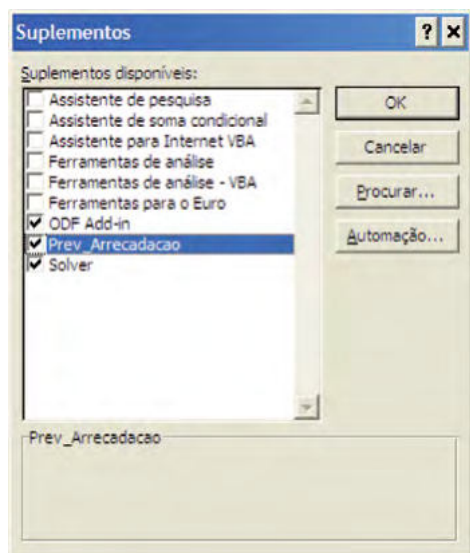 Suplementos
Suplementos disponíveis:
Assistente de pesquisa
Assistente de soma condicional
Assistente para Internet VBA
Ferramentas de análise
Ferramentas de análise - VBA
Ferramentas para o Euro
ODF Add-in
Prev_Arrecadacao
Solver
OK
Cancelar
Procurar...
Automação...
Prev_Arrecadacao